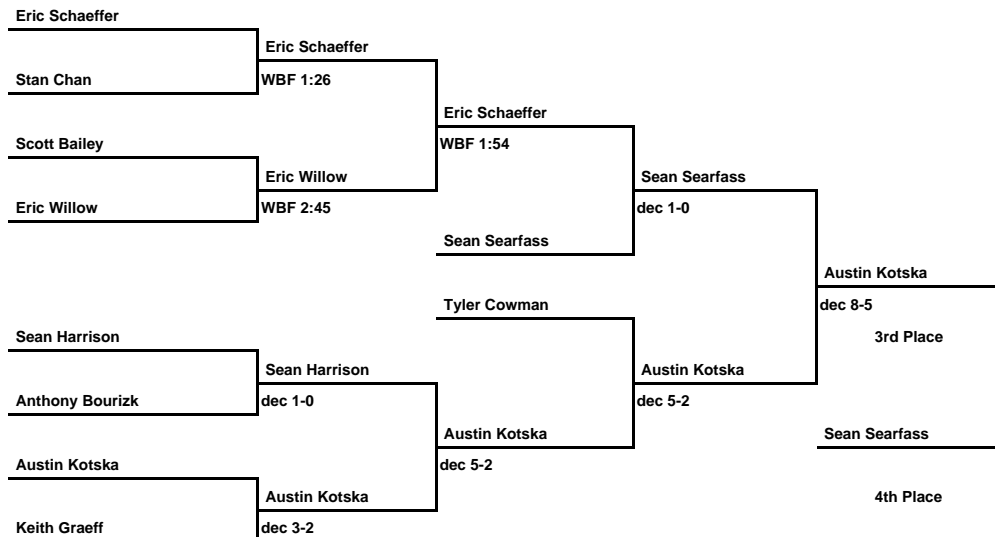 Eric Schaeffer
Eric Schaeffer
Stan Chan
WBF 1:26
Eric Schaeffer
Scott Bailey
WBF 1:54
Eric Willow
Sean Searfass
Eric Willow
WBF 2:45
dec 1-0
Sean Searfass
Austin Kotska
Tyler Cowman
dec 8-5
Sean Harrison
3rd Place
Sean Harrison
Austin Kotska
Anthony Bourizk
dec 1-0
dec 5-2
Austin Kotska
Sean Searfass
Austin Kotska
dec 5-2
Austin Kotska
4th Place
Keith Graeff
dec 3-2